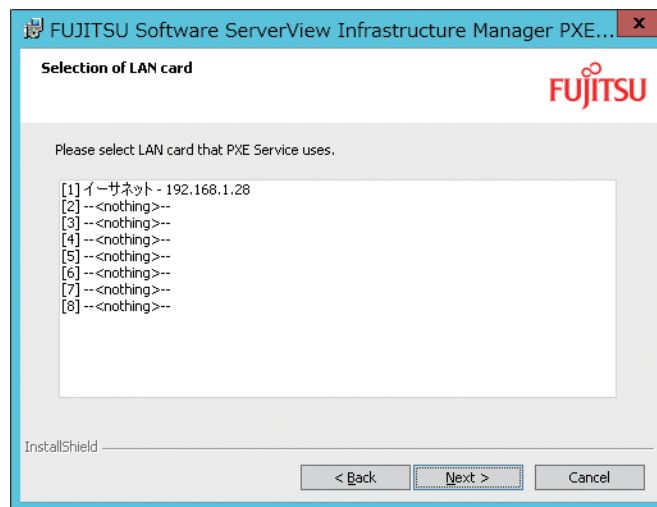 FUJITSU Software ServerView Infrastructure Manager PXE...
x
Selection of LAN card
FUJITSU
Please select LAN card that PXE Service uses.
[1] イーサネット - 192.168.1.28
[2] --<nothing>--
[3] --<nothing>--
[4] --<nothing>--
[5] --<nothing>--
[6] --<nothing>--
[7] --<nothing>--
[8] --<nothing>--
InstallShield
< Back
Next >
Cancel